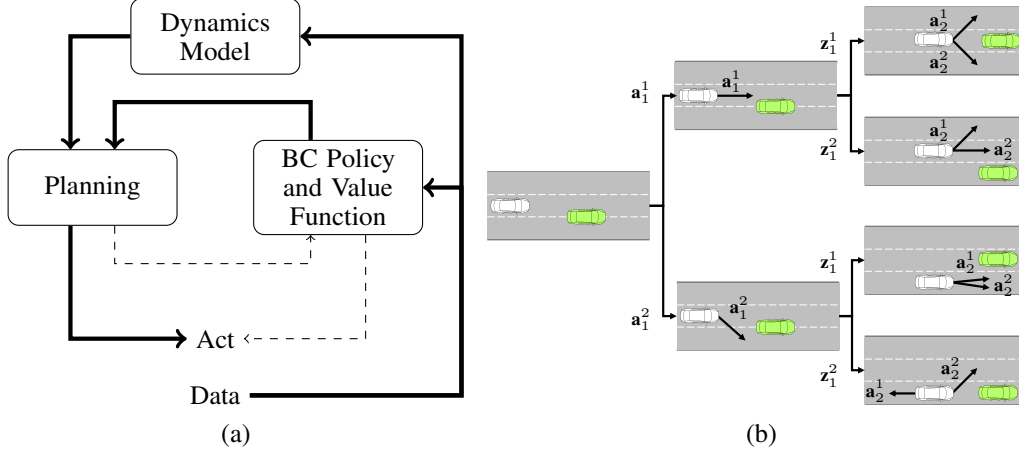 Dynamics
Model
Planning
BC Policy
and Value
Function
Act
Data
(a)
𝐚₁¹
𝐚₁¹
𝐳₁¹
𝐚₂¹
𝐚₂²
𝐳₁²
𝐚₂¹
𝐚₂²
𝐚₁²
𝐚₁²
𝐳₁¹
𝐚₂¹
𝐚₂²
𝐳₁²
𝐚₂¹
𝐚₂²
(b)